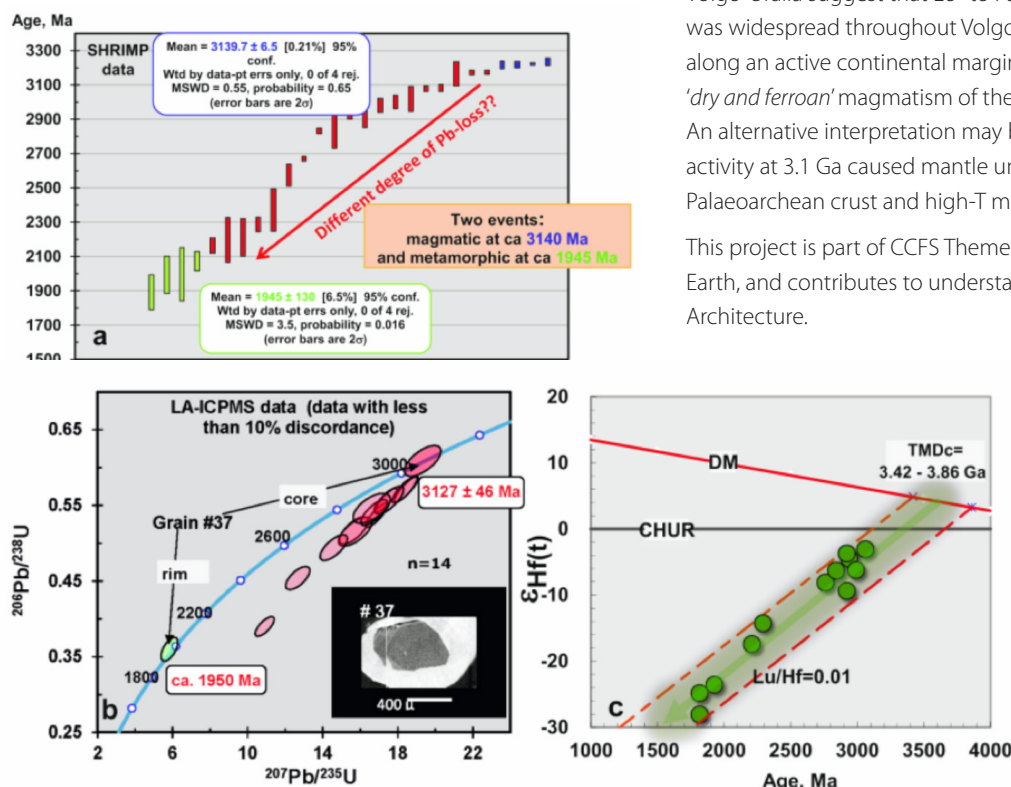 Volgo-Uralia suggest that
was widespread throughout Volgo
along an active continental margin
'dry and ferroan' magmatism of the
An alternative interpretation may b
activity at 3.1 Ga caused mantle un
Palaeoarchean crust and high-T m
This project is part of CCFS Theme
Earth, and contributes to understa
Architecture.
Age, Ma
3300
3100
2900
2700
2500
2300
2100
1900
1700
1500
SHRIMP
data
Mean = 3139.7 ± 6.5 [0.21%] 95%
conf.
Wtd by data-pt errs only, 0 of 4 rej.
MSWD = 0.55, probability = 0.65
(error bars are 2σ)
Different degree of Pb-loss??
Two events:
magmatic at ca 3140 Ma
and metamorphic at ca 1945 Ma
Mean = 1945 ± 130 [6.5%] 95% conf.
Wtd by data-pt errs only, 0 of 4 rej.
MSWD = 3.5, probability = 0.016
(error bars are 2σ)
a
LA-ICPMS data (data with less
than 10% discordance)
0.65
0.55
0.45
0.35
0.25
206Pb/238U
3000
core
3127 ± 46 Ma
Grain #37
2600
rim
n=14
2200
# 37
1800
ca. 1950 Ma
400 µ
b
2 6 10 14 18 22
207Pb/235U
20
10
0
-10
-20
-30
εHf(t)
TMDc=
3.42 - 3.86 Ga
DM
CHUR
Lu/Hf=0.01
c
1000 1500 2000 2500 3000 3500 4000
Age, Ma